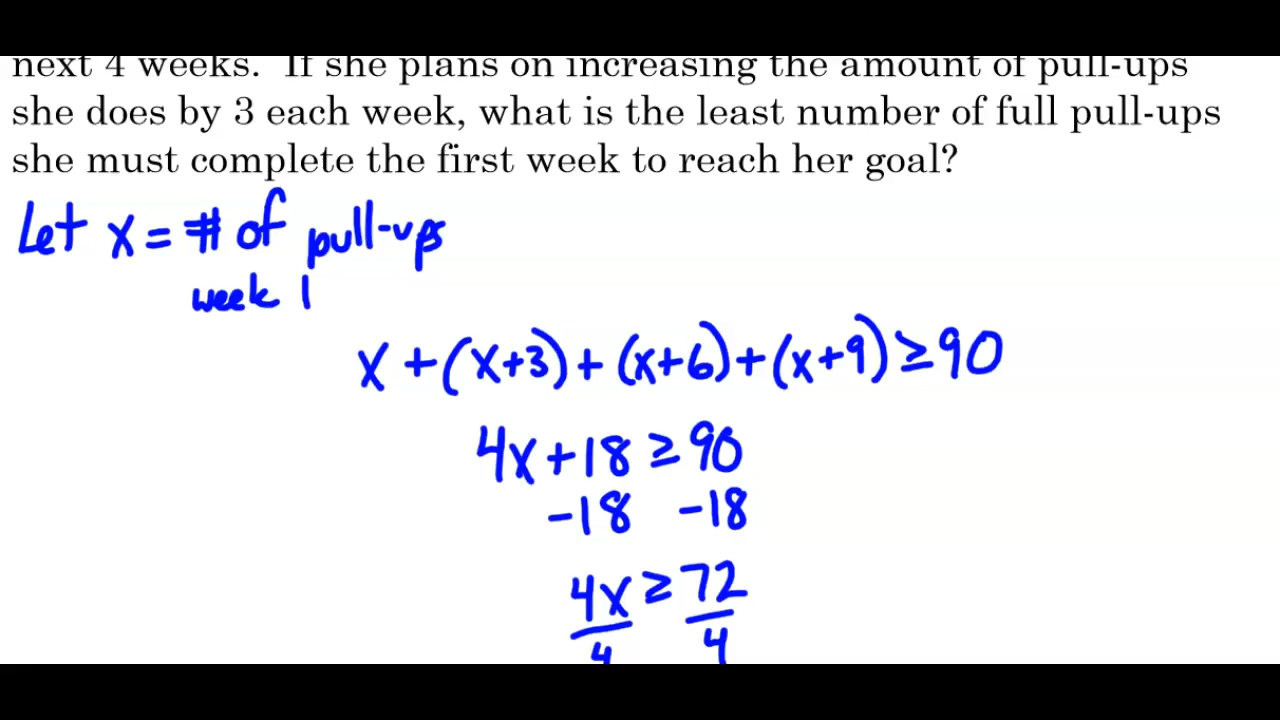 next 4 weeks. If she plans on increasing the amount of pull-ups
she does by 3 each week, what is the least number of full pull-ups
she must complete the first week to reach her goal?
Let x = # of pull-ups
week 1
x + (x+3) + (x+6) + (x+9) ≥ 90
4x + 18 ≥ 90
-18 -18
4x ≥ 72
4 4